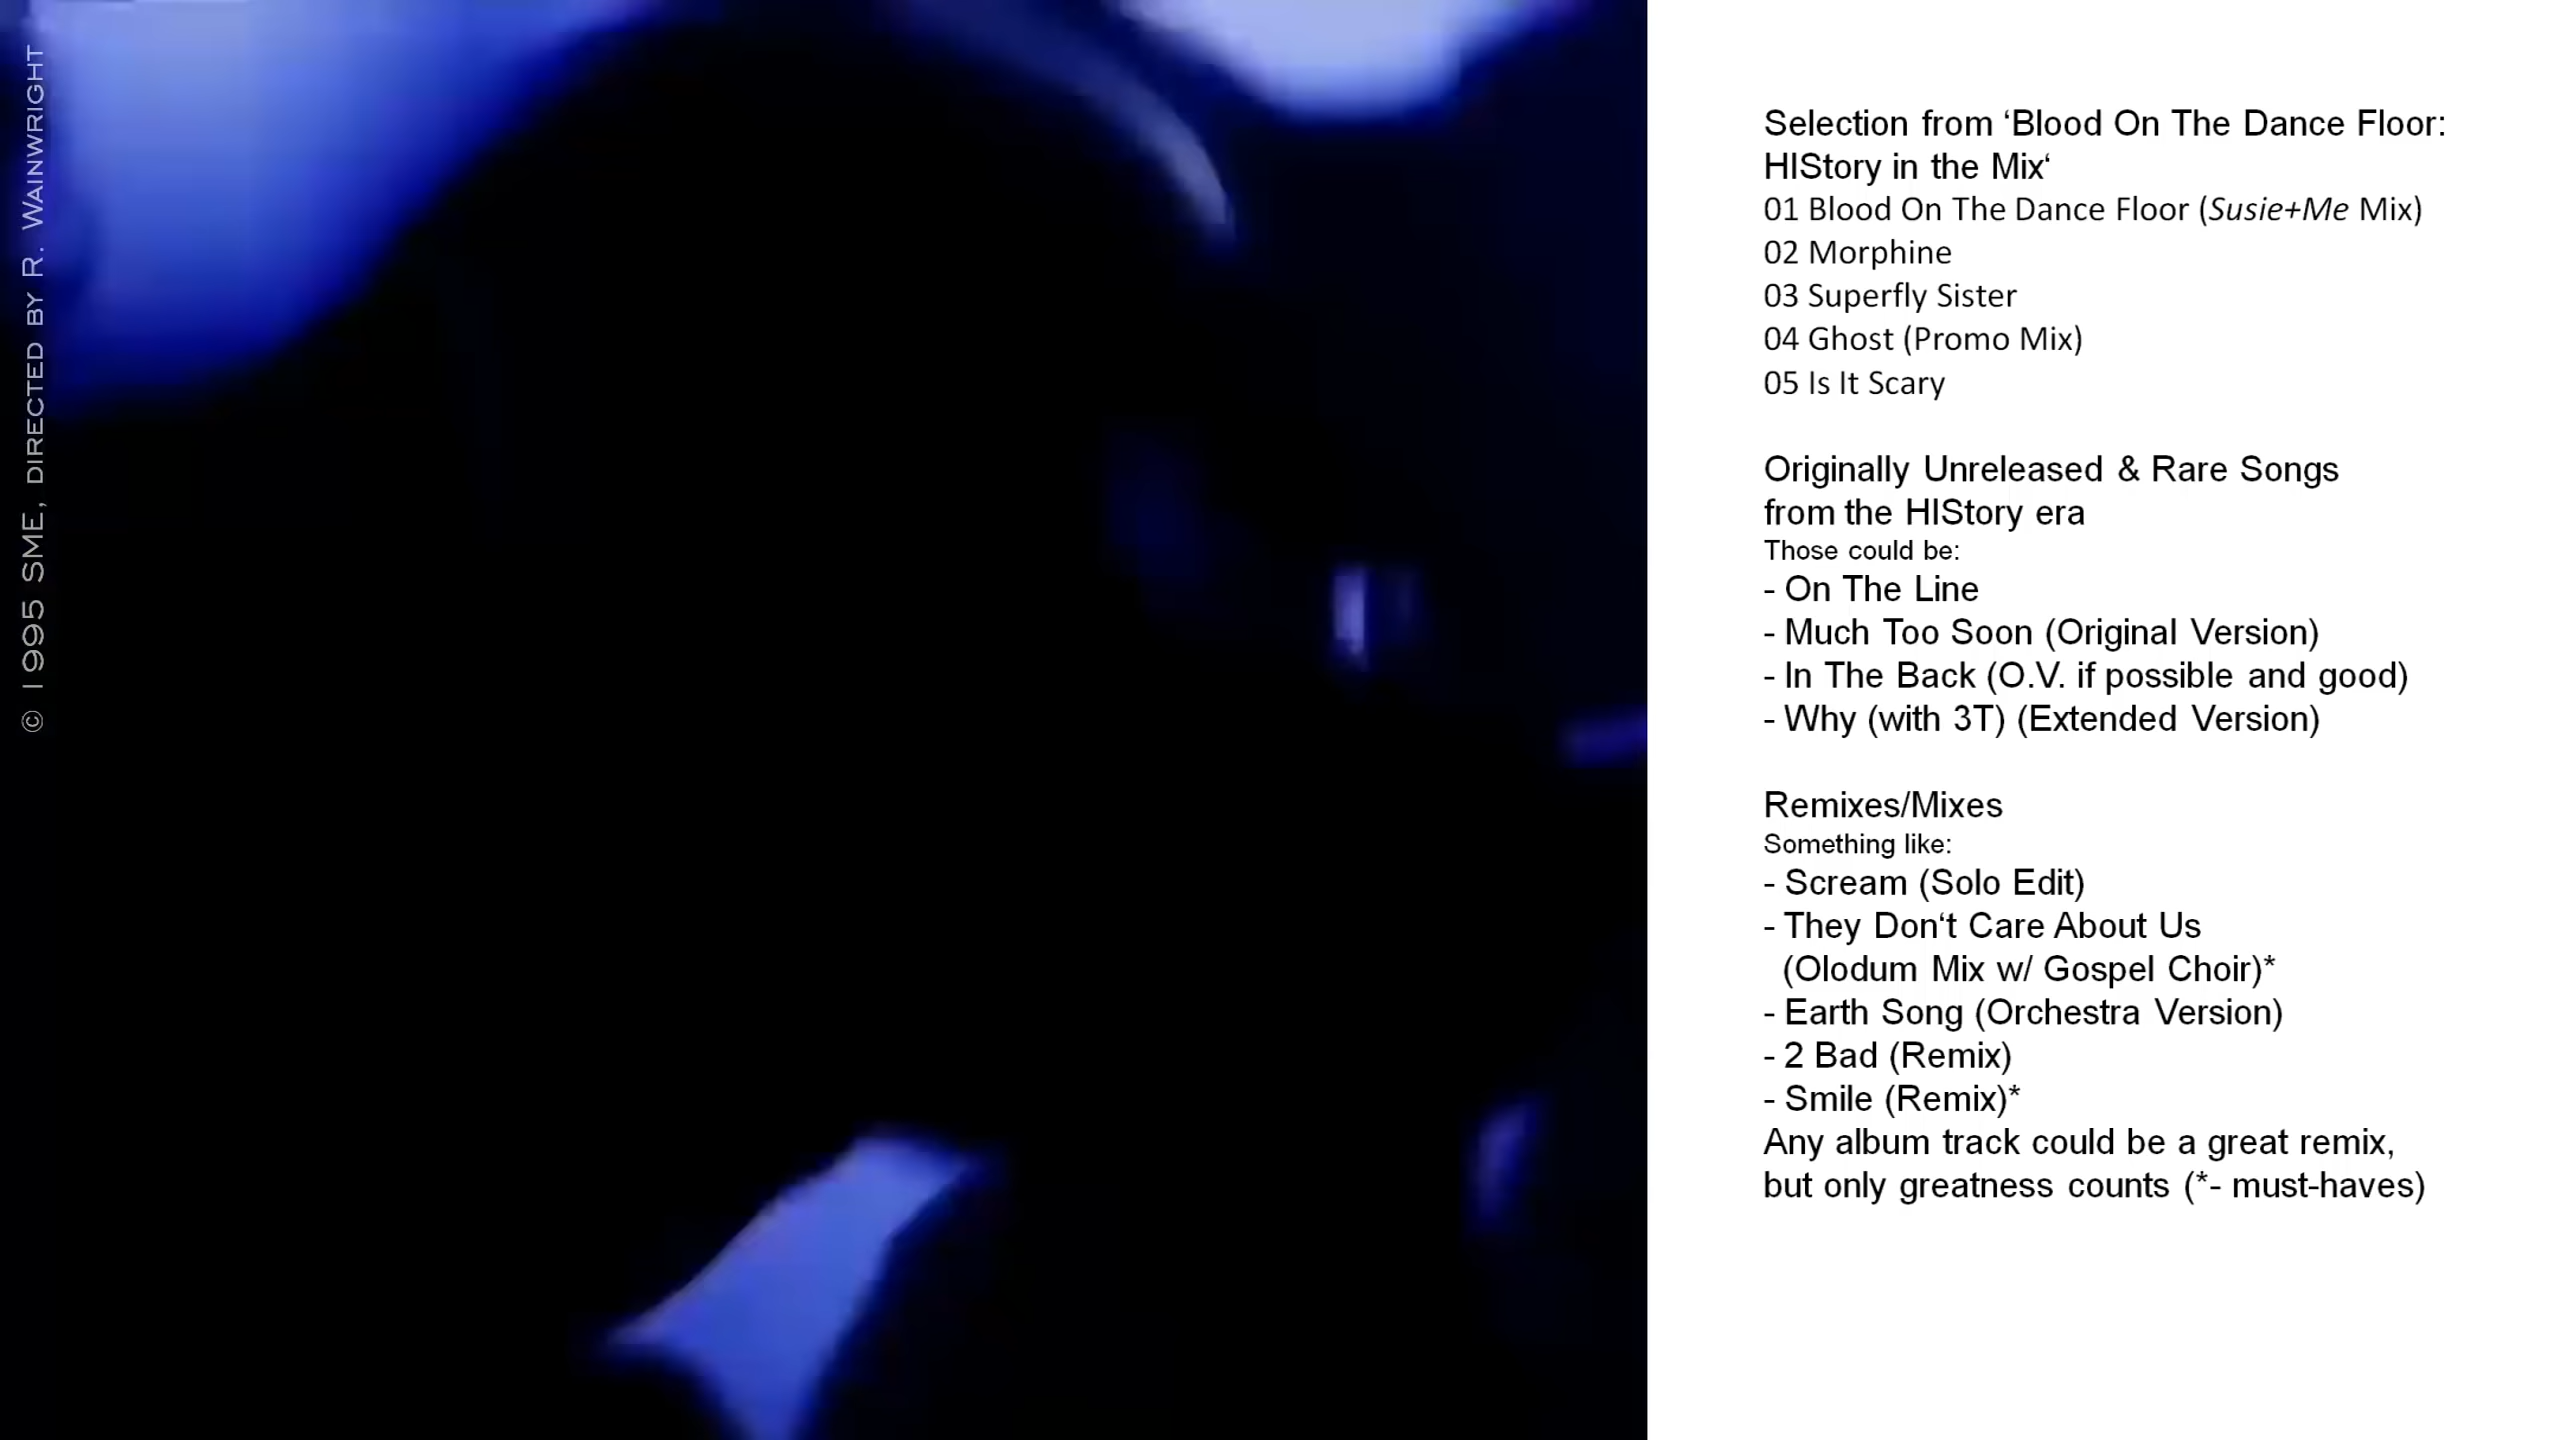 © 1995 SME, DIRECTED BY R. WAINWRIGHT
Selection from ‘Blood On The Dance Floor:
HIStory in the Mix‘
01 Blood On The Dance Floor (Susie+Me Mix)
02 Morphine
03 Superfly Sister
04 Ghost (Promo Mix)
05 Is It Scary
Originally Unreleased & Rare Songs
from the HIStory era
Those could be:
- On The Line
- Much Too Soon (Original Version)
- In The Back (O.V. if possible and good)
- Why (with 3T) (Extended Version)
Remixes/Mixes
Something like:
- Scream (Solo Edit)
- They Don‘t Care About Us
(Olodum Mix w/ Gospel Choir)*
- Earth Song (Orchestra Version)
- 2 Bad (Remix)
- Smile (Remix)*
Any album track could be a great remix,
but only greatness counts (*- must-haves)